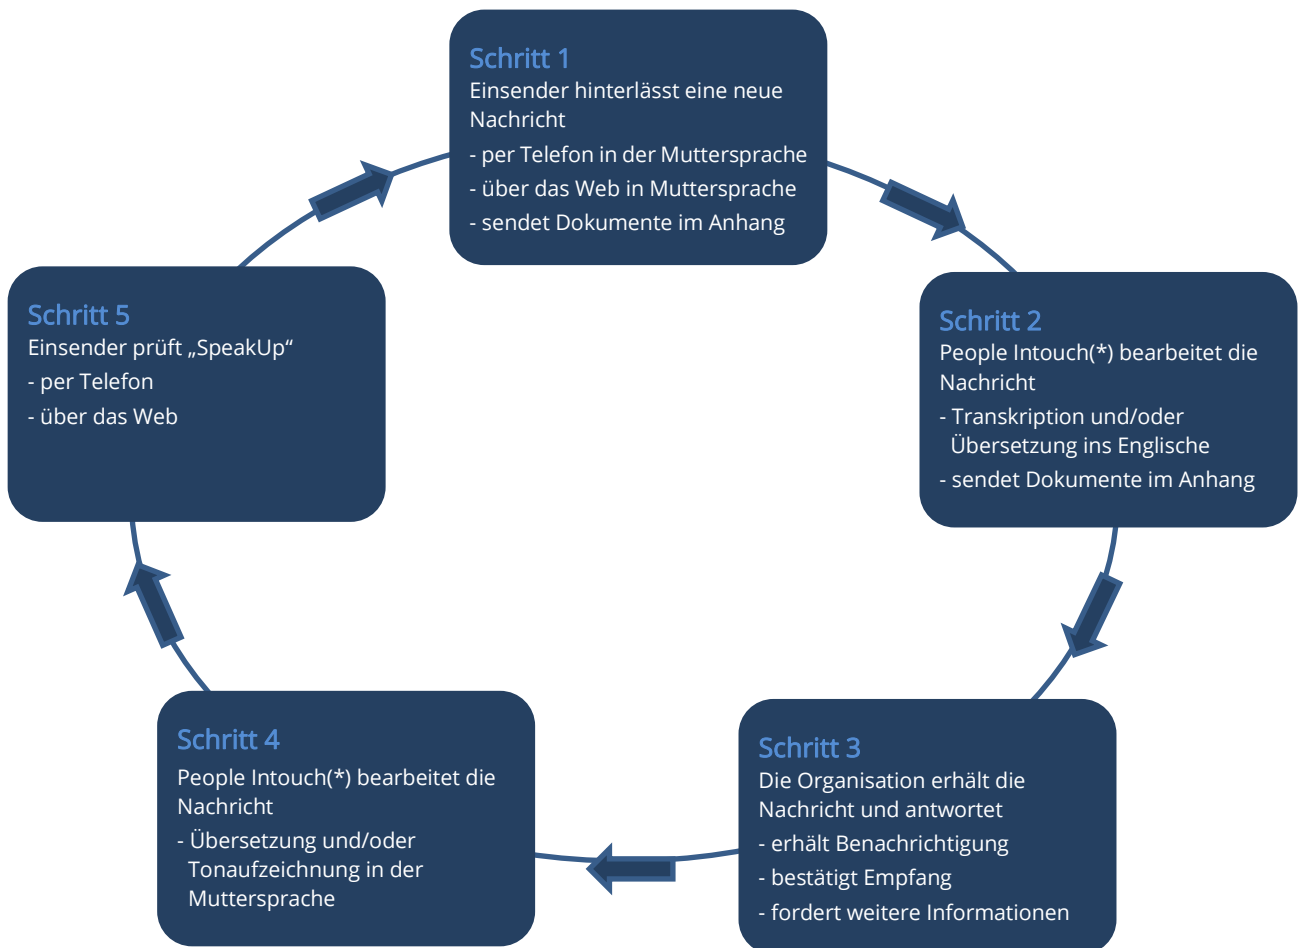 Schritt 1
Einsender hinterlässt eine neue
Nachricht
- per Telefon in der Muttersprache
- über das Web in Muttersprache
- sendet Dokumente im Anhang
Schritt 2
People Intouch(*) bearbeitet die
Nachricht
- Transkription und/oder
Übersetzung ins Englische
- sendet Dokumente im Anhang
Schritt 3
Die Organisation erhält die
Nachricht und antwortet
- erhält Benachrichtigung
- bestätigt Empfang
- fordert weitere Informationen
Schritt 4
People Intouch(*) bearbeitet die
Nachricht
- Übersetzung und/oder
Tonaufzeichnung in der
Muttersprache
Schritt 5
Einsender prüft „SpeakUp“
- per Telefon
- über das Web